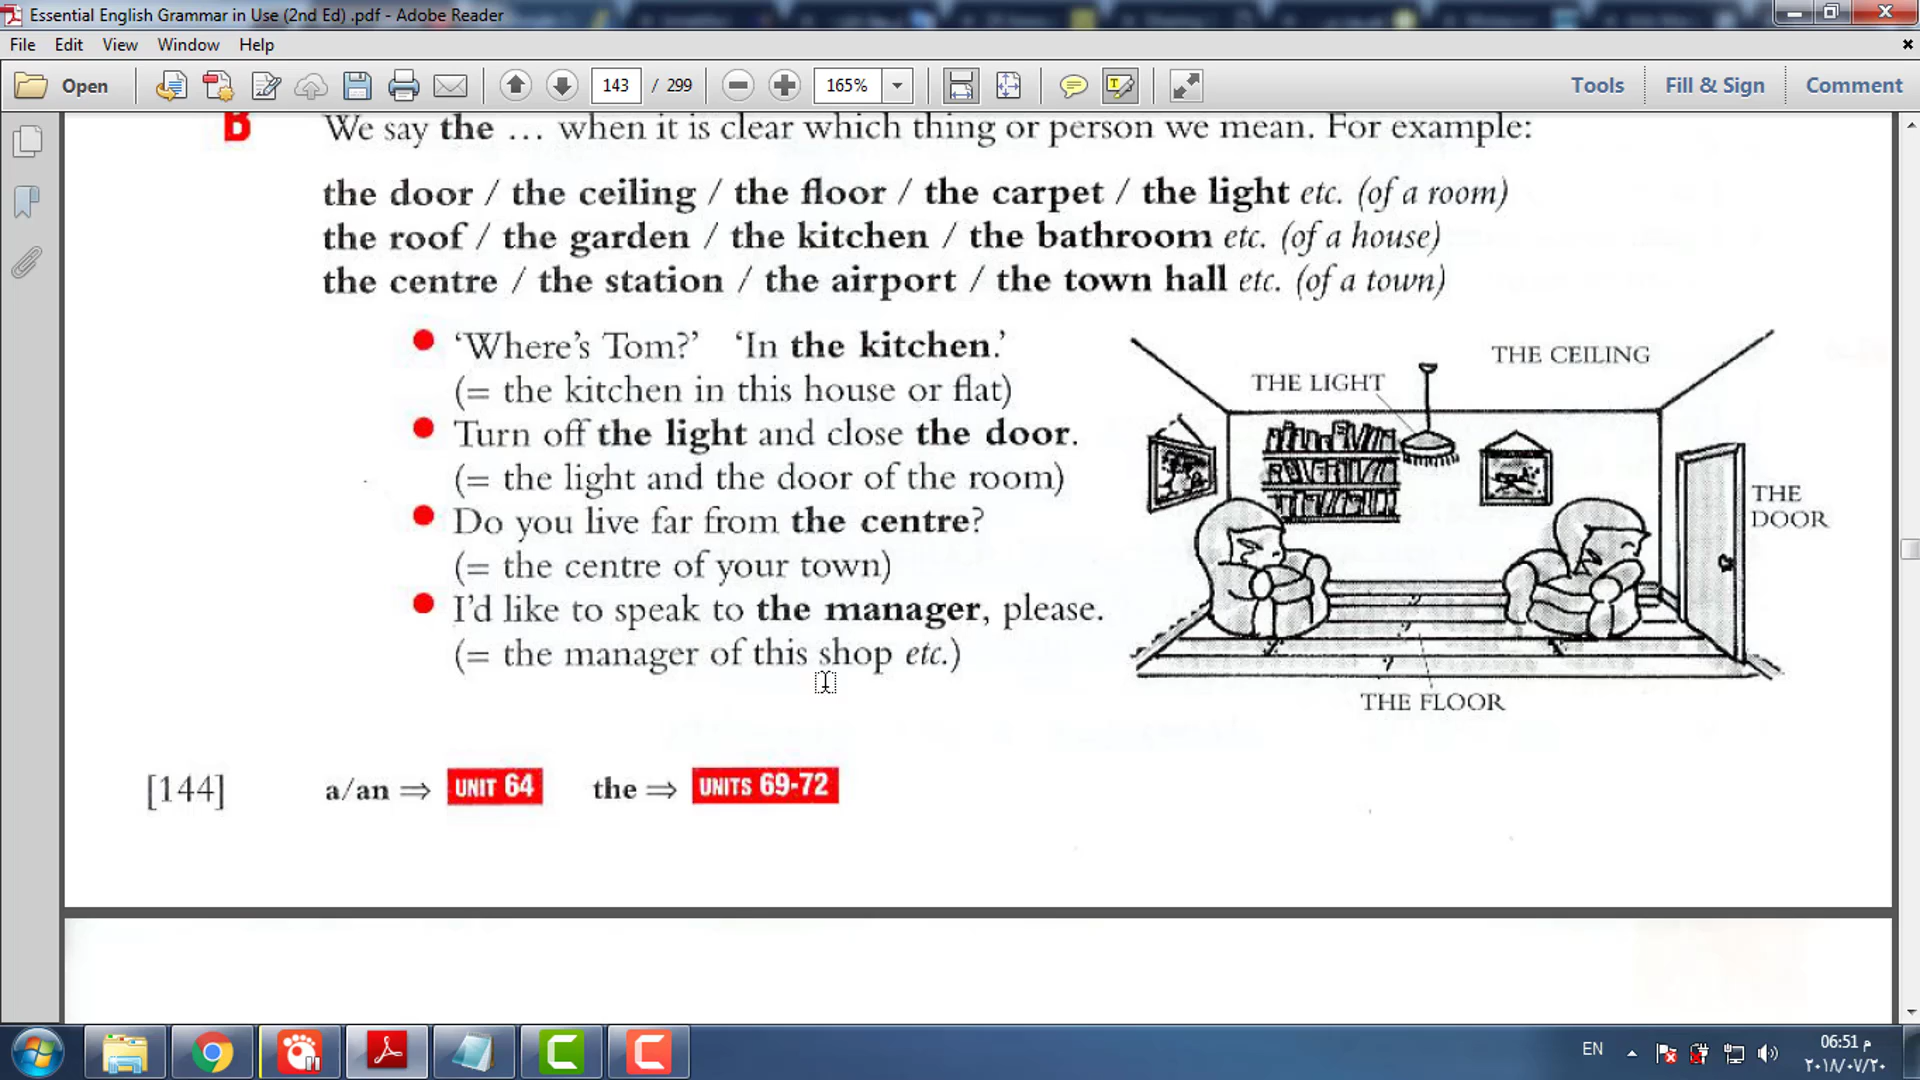 Essential English Grammar in Use (2nd Ed) .pdf - Adobe Reader
File Edit View Window Help
Open 143 / 299 165% Tools Fill & Sign Comment
B We say the … when it is clear which thing or person we mean. For example:
the door / the ceiling / the floor / the carpet / the light etc. (of a room)
the roof / the garden / the kitchen / the bathroom etc. (of a house)
the centre / the station / the airport / the town hall etc. (of a town)
● ‘Where’s Tom?’ ‘In the kitchen.’
(= the kitchen in this house or flat)
● Turn off the light and close the door.
(= the light and the door of the room)
● Do you live far from the centre?
(= the centre of your town)
● I’d like to speak to the manager, please.
(= the manager of this shop etc.)
THE CEILING
THE LIGHT
THE
DOOR
THE FLOOR
[144] a/an ⇒ UNIT 64 the ⇒ UNITS 69-72
EN
06:51 م
٢٠١٨/٠٧/٢٠